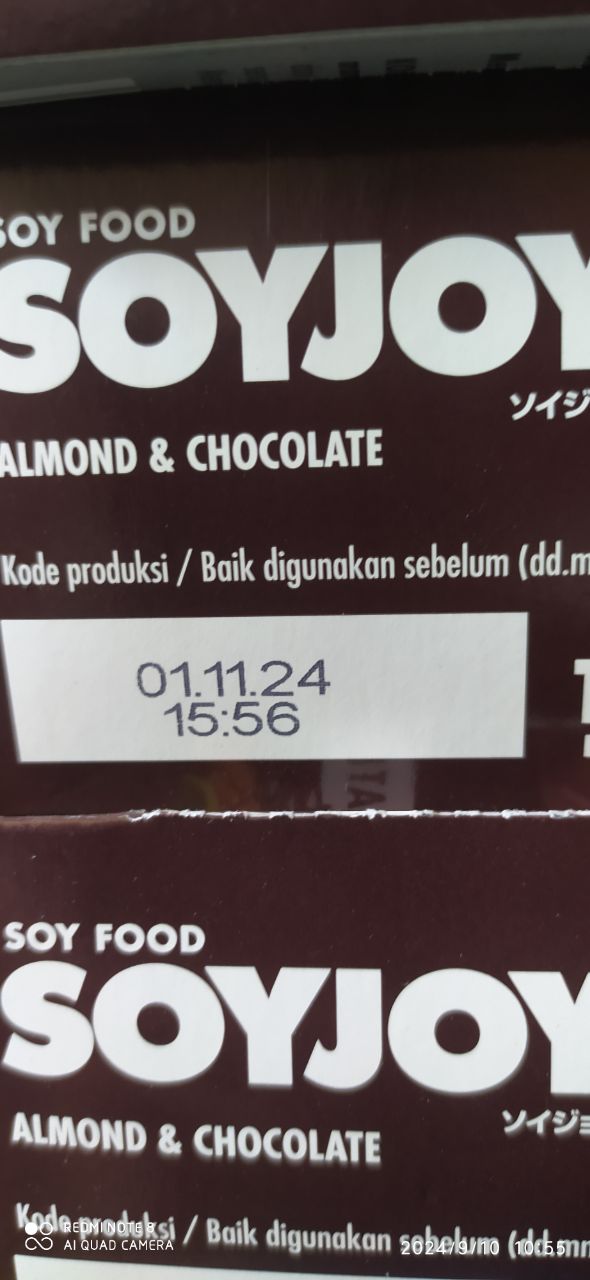 SOY FOOD
SOYJOY
ソイジ
ALMOND & CHOCOLATE
Kode produksi / Baik digunakan sebelum (dd.m
01.11.24
15:56
SOY FOOD
SOYJOY
ソイジョ
ALMOND & CHOCOLATE
Kode produksi / Baik digunakan sebelum (dd.mm
REDMI NOTE 8
AI QUAD CAMERA
2024/9/10 10:55